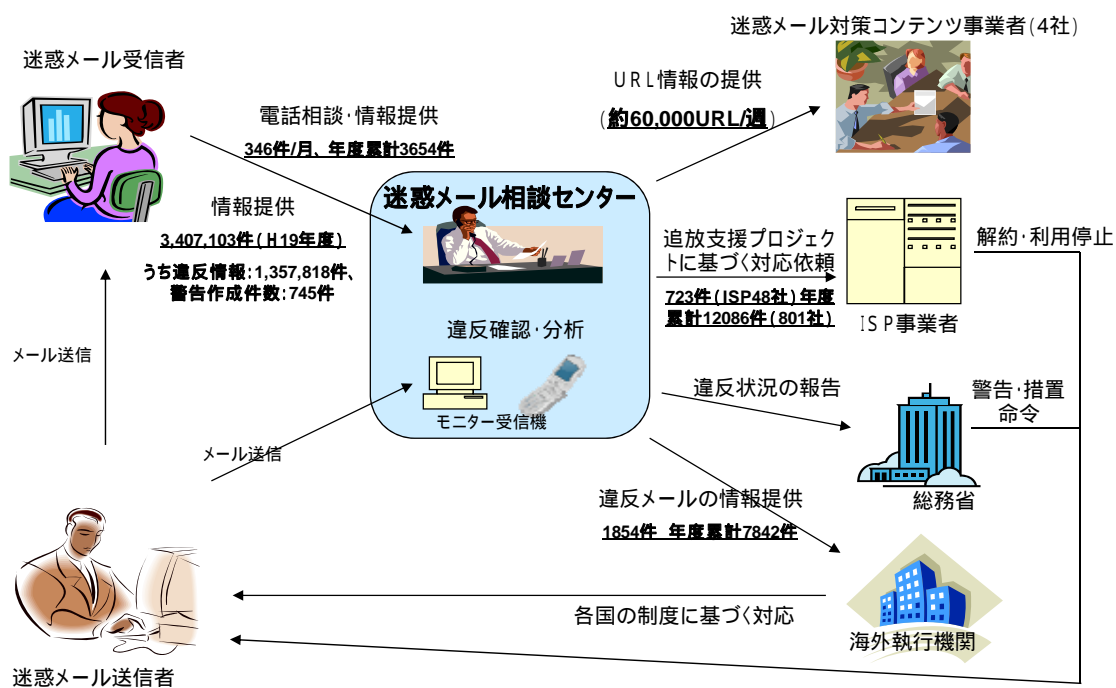 迷惑メール対策コンテンツ事業者(4社)
迷惑メール受信者
URL情報の提供
(約60,000URL/週)
電話相談・情報提供
346件/月、年度累計3654件
迷惑メール相談センター
情報提供
3,407,103件(H19年度)
うち違反情報:1,357,818件、
警告作成件数:745件
追放支援プロジェク
トに基づく対応依頼
723件(ISP48社)年度
累計12086件(801社)
解約・利用停止
ISP事業者
違反確認・分析
メール送信
モニター受信機
違反状況の報告
警告・措置
命令
メール送信
総務省
違反メールの情報提供
1854件 年度累計7842件
各国の制度に基づく対応
海外執行機関
迷惑メール送信者